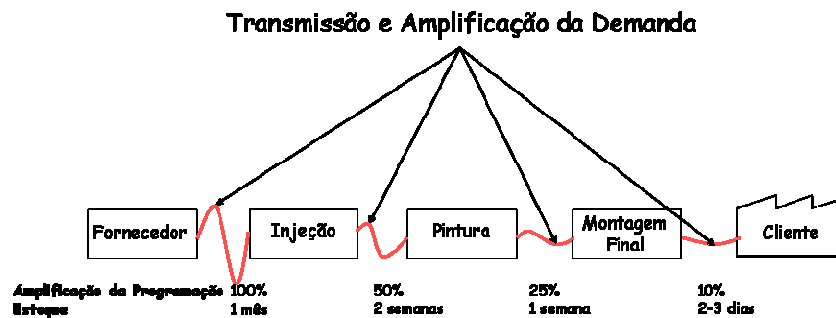 Transmissão e Amplificação da Demanda
Fornecedor
Injeção
Pintura
Montagem
Final
Cliente
Amplificação da Programação 100% 50% 25% 10%
Estoque 1 mês 2 semanas 1 semana 2-3 dias